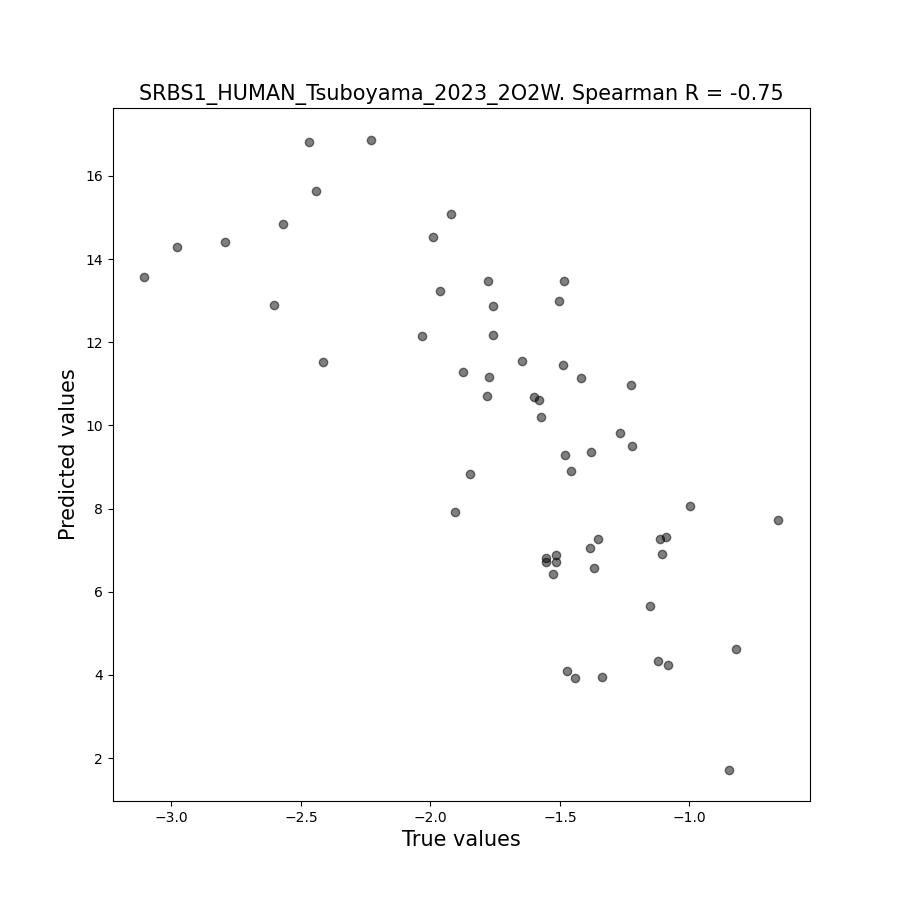 SRBS1_HUMAN_Tsuboyama_2023_2O2W. Spearman R = -0.75
16
14
12
10
8
6
4
2
Predicted values
−3.0 −2.5 −2.0 −1.5 −1.0
True values